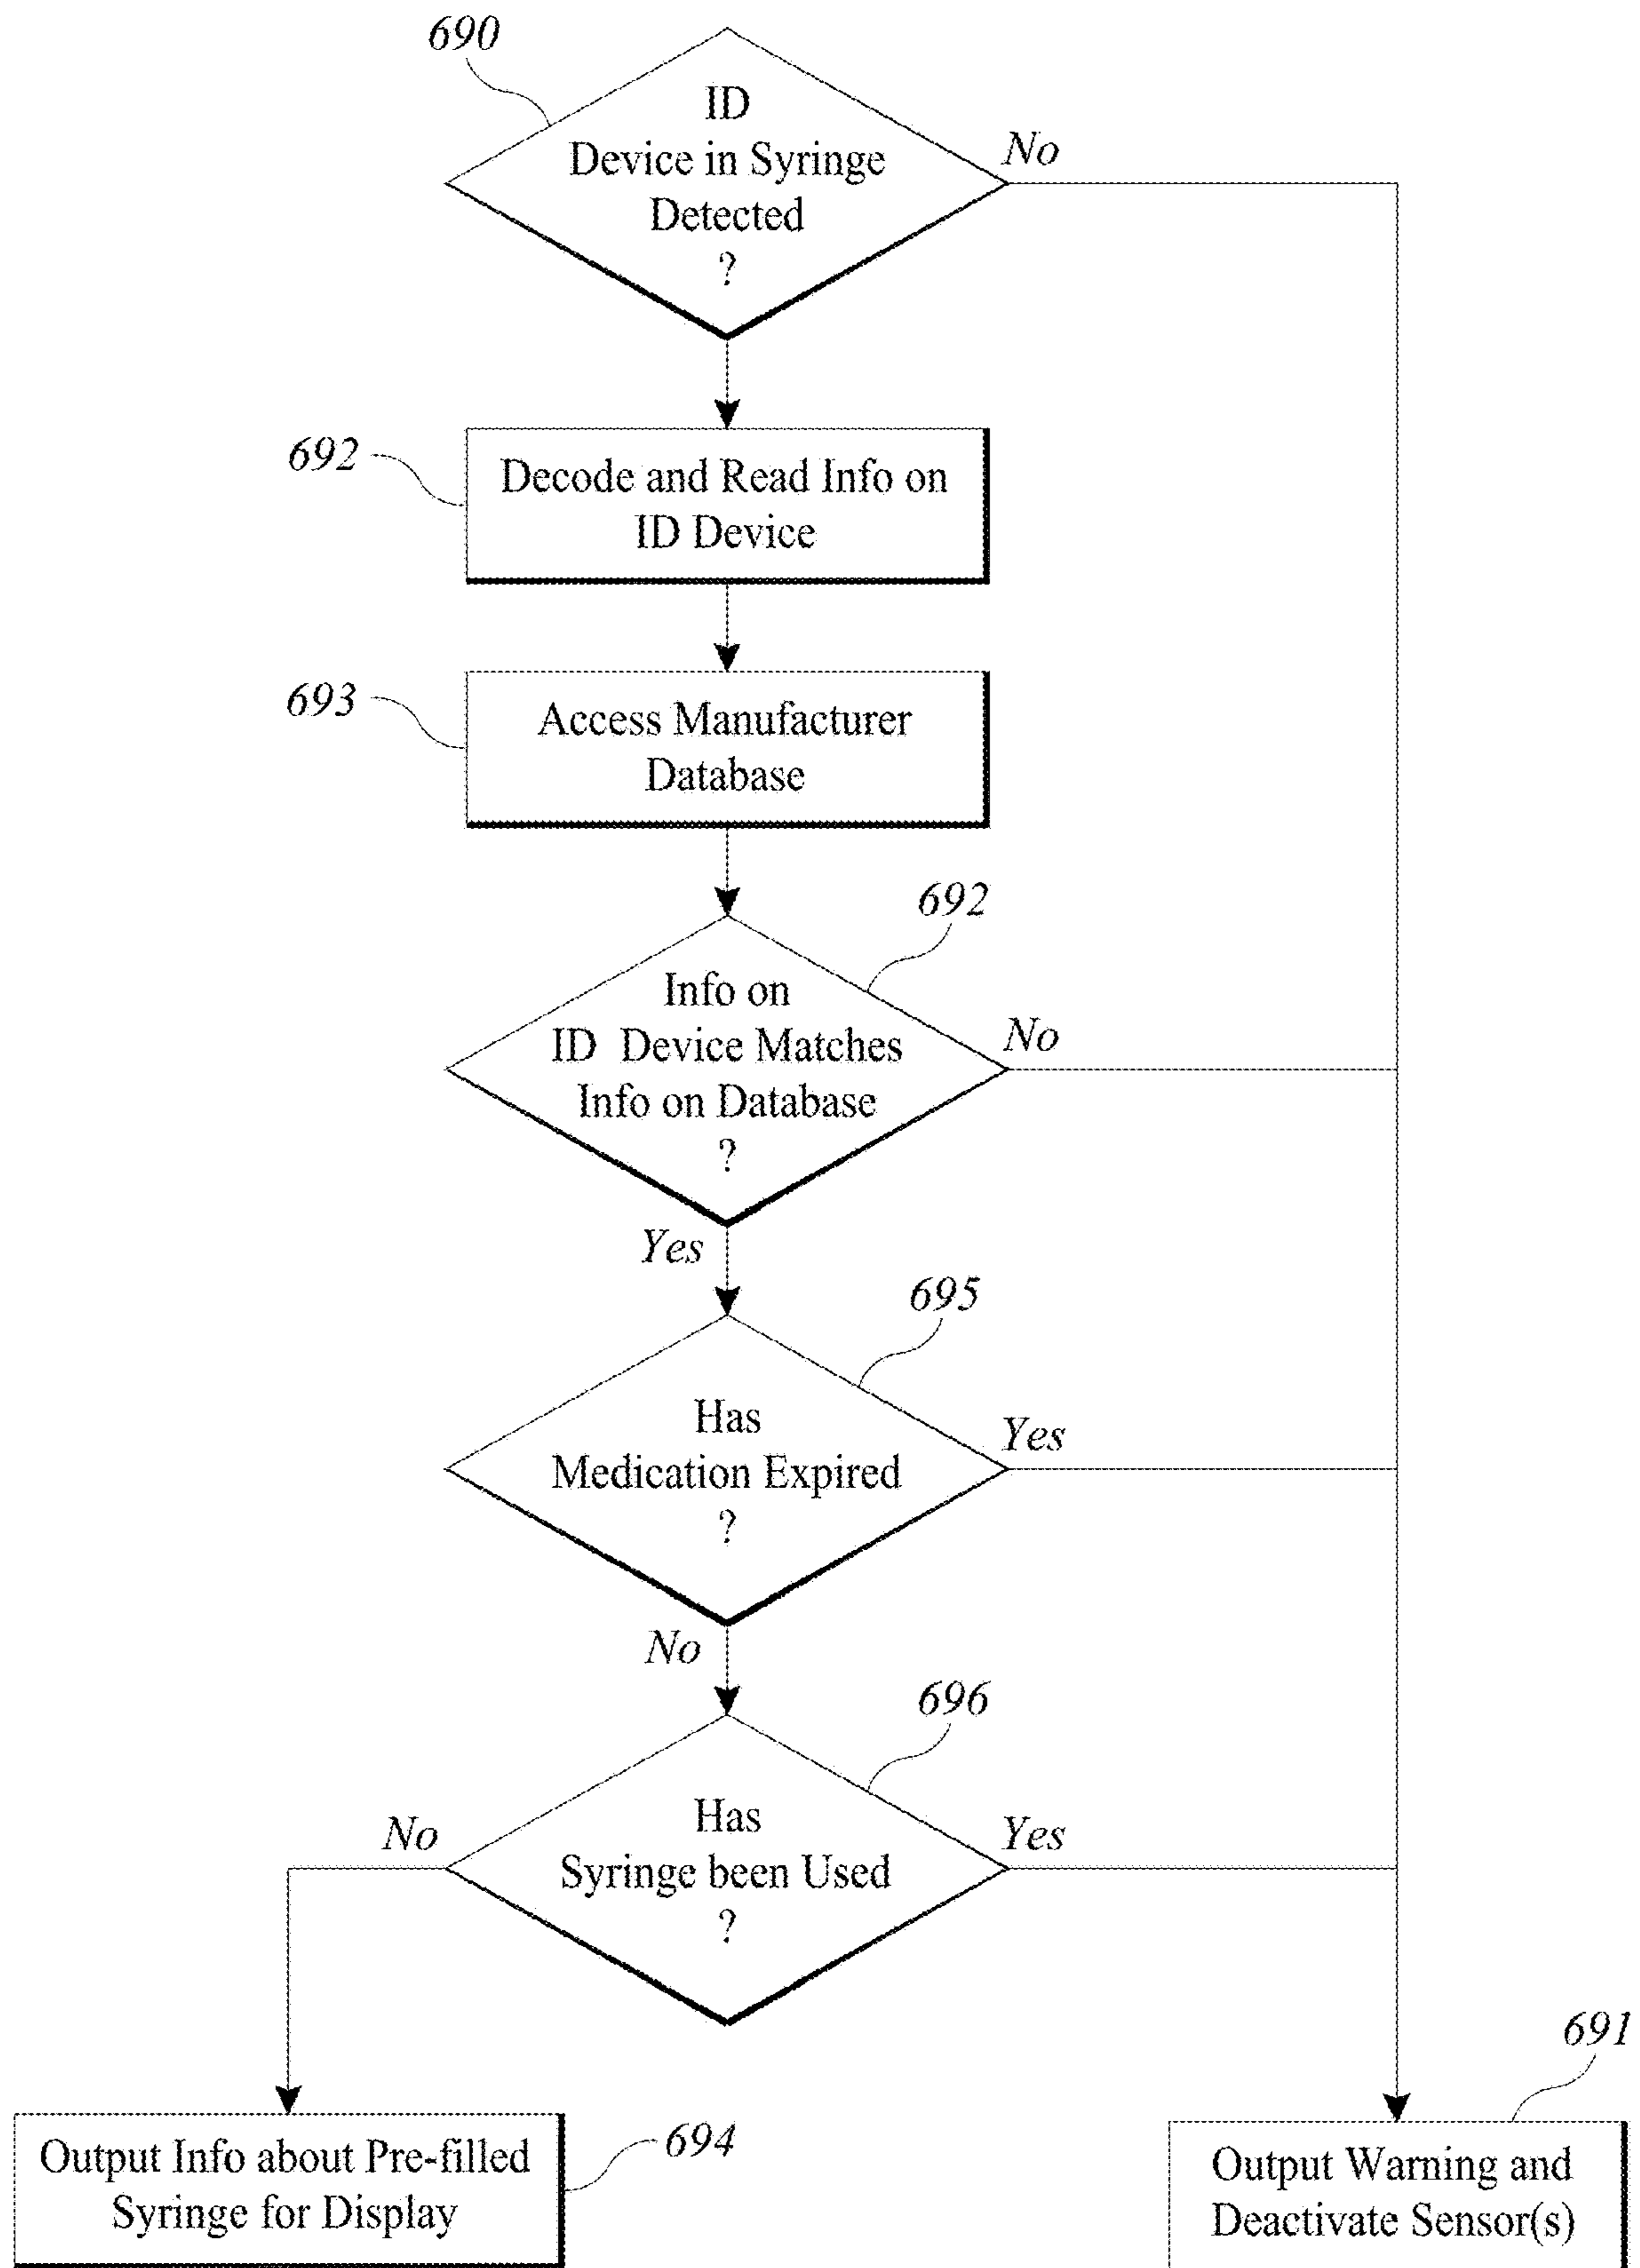 690
ID
Device in Syringe
Detected
?
No
692
Decode and Read Info on
ID Device
693
Access Manufacturer
Database
692
Info on
ID Device Matches
Info on Database
?
No
Yes
695
Has
Medication Expired
?
Yes
No
696
Has
Syringe been Used
?
No
Yes
691
694
Output Info about Pre-filled
Syringe for Display
Output Warning and
Deactivate Sensor(s)